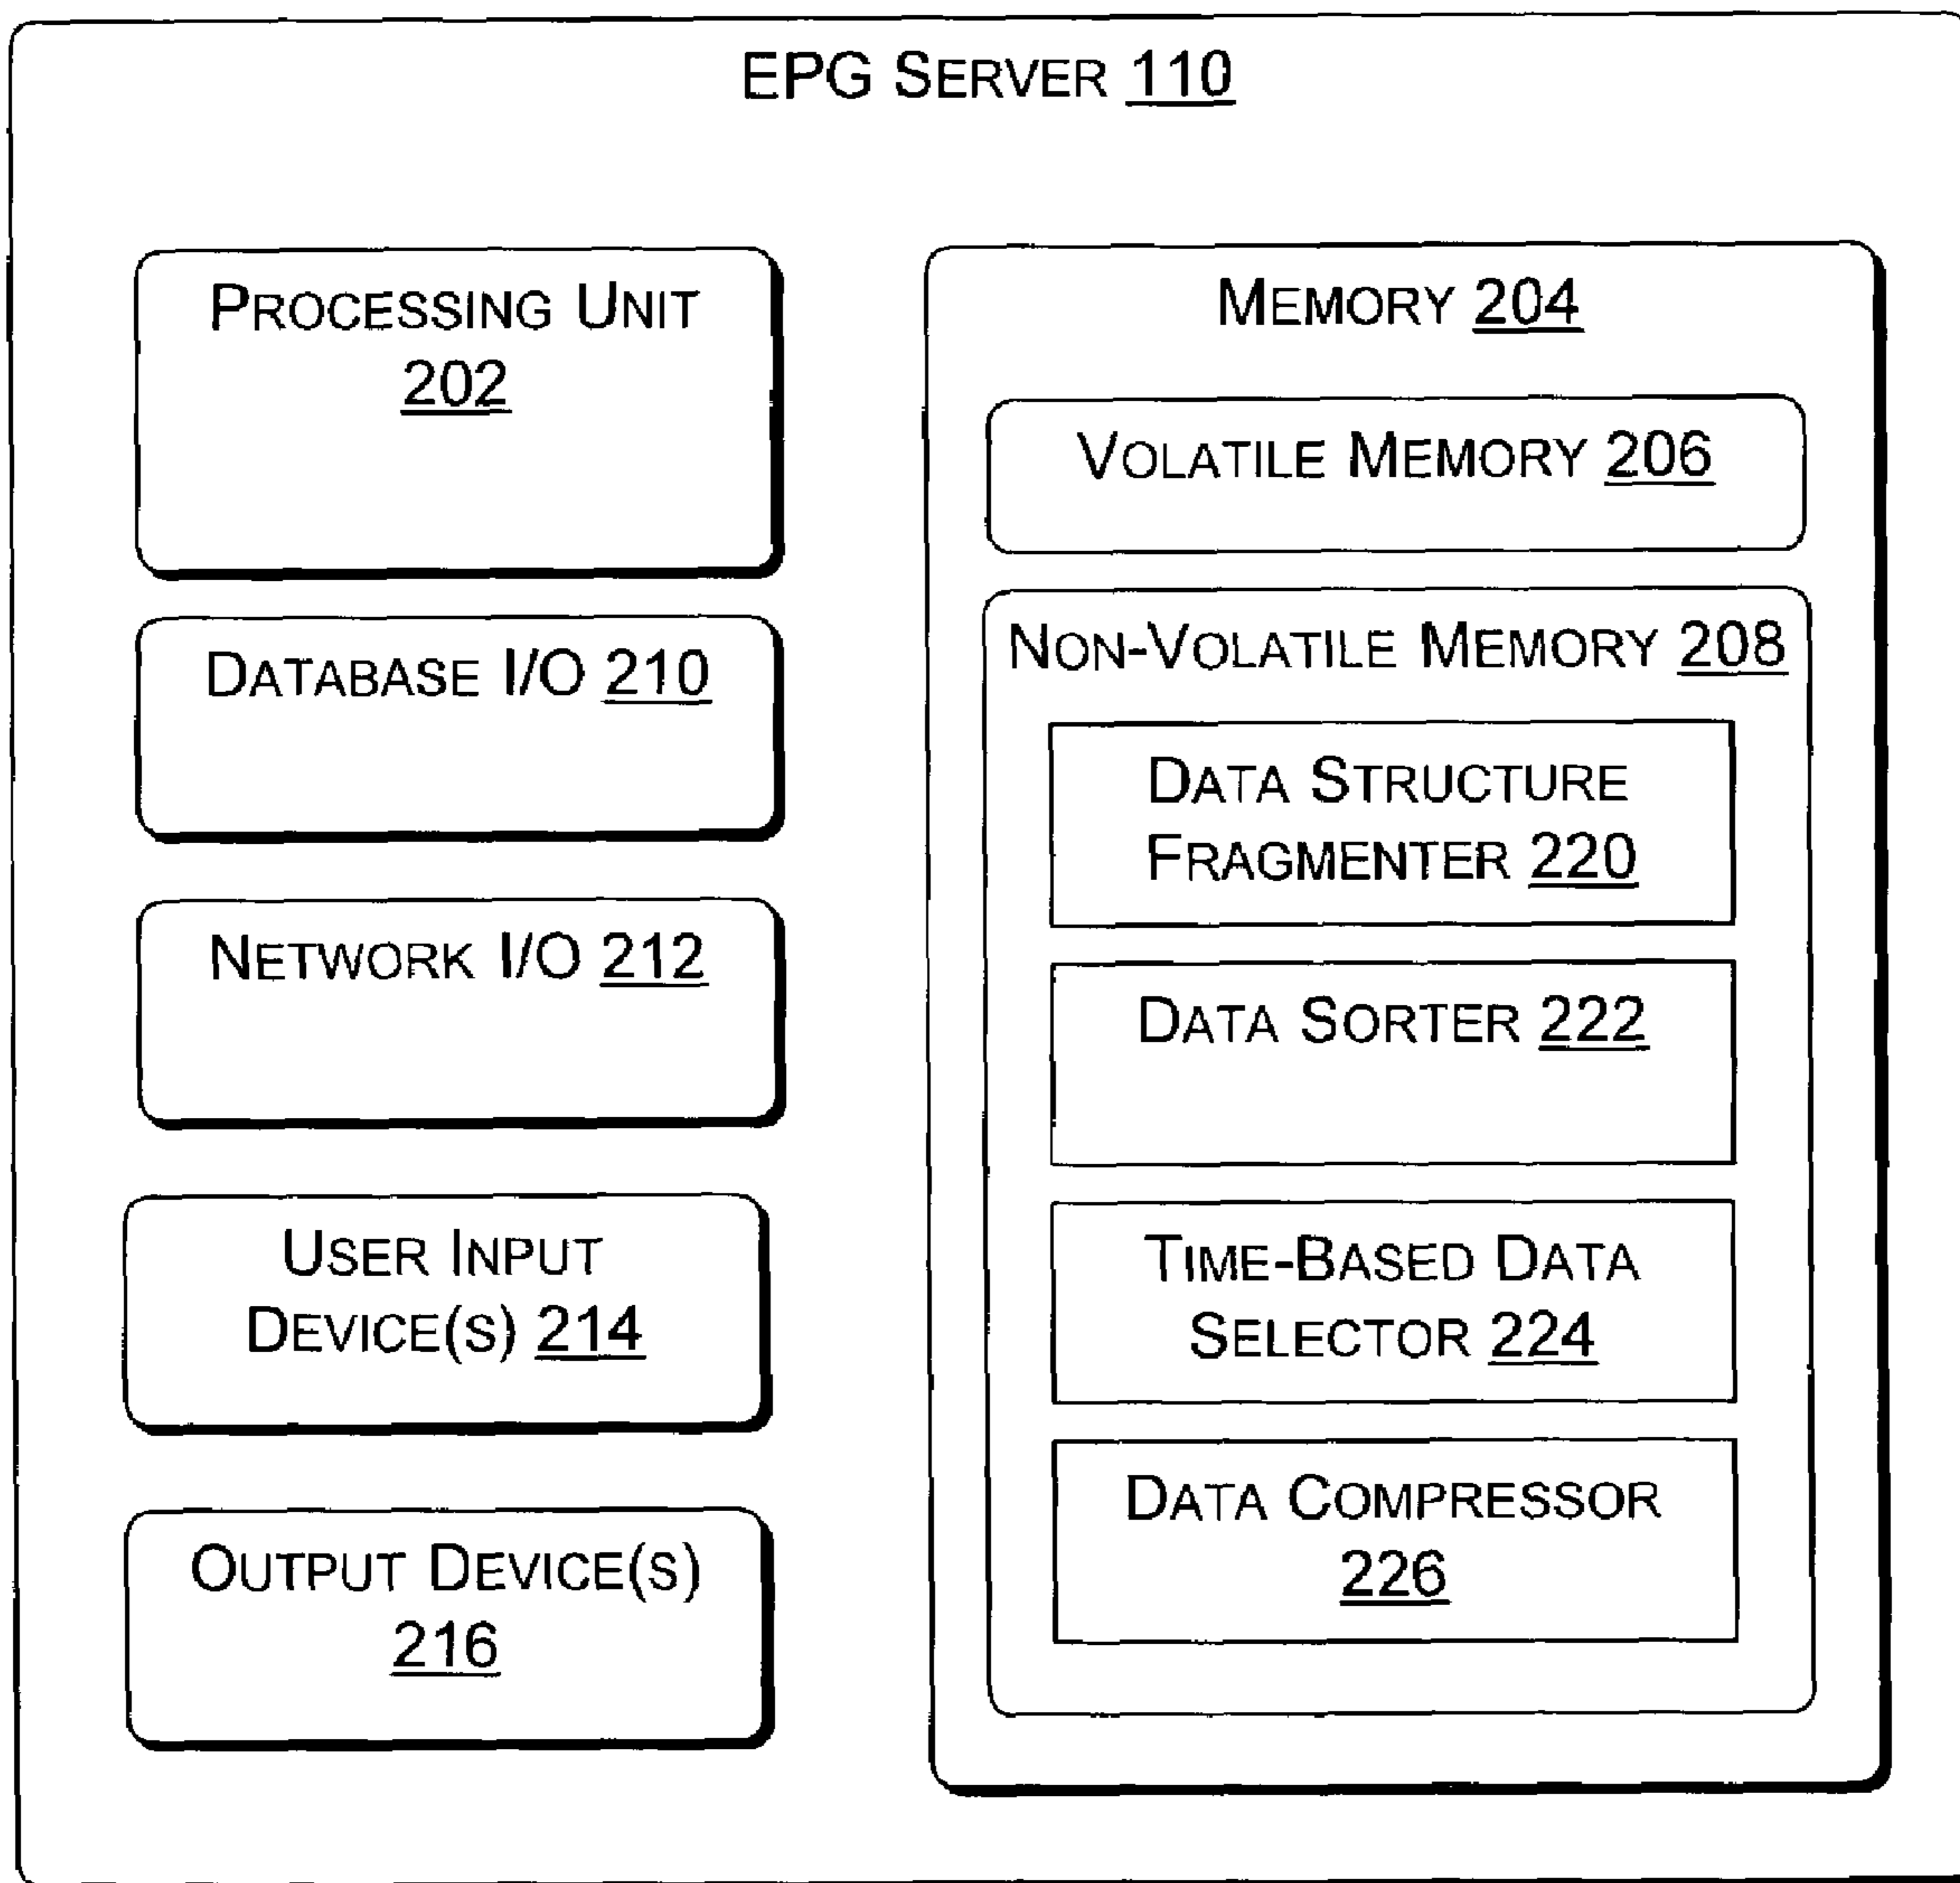 EPG SERVER 110
PROCESSING UNIT
202
DATABASE I/O 210
NETWORK I/O 212
USER INPUT
DEVICE(S) 214
OUTPUT DEVICE(S)
216
MEMORY 204
VOLATILE MEMORY 206
NON-VOLATILE MEMORY 208
DATA STRUCTURE
FRAGMENTER 220
DATA SORTER 222
TIME-BASED DATA
SELECTOR 224
DATA COMPRESSOR
226